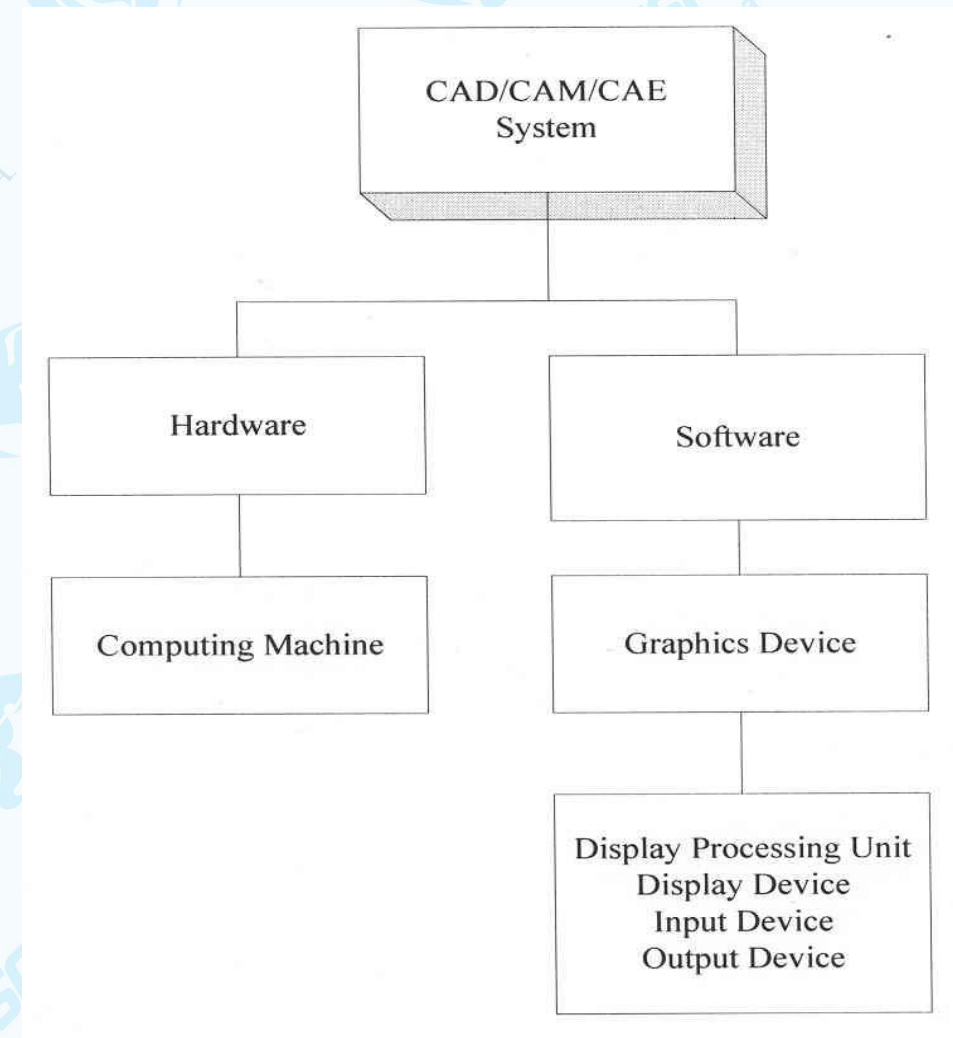 CAD/CAM/CAE
System
Hardware
Software
Computing Machine
Graphics Device
Display Processing Unit
Display Device
Input Device
Output Device